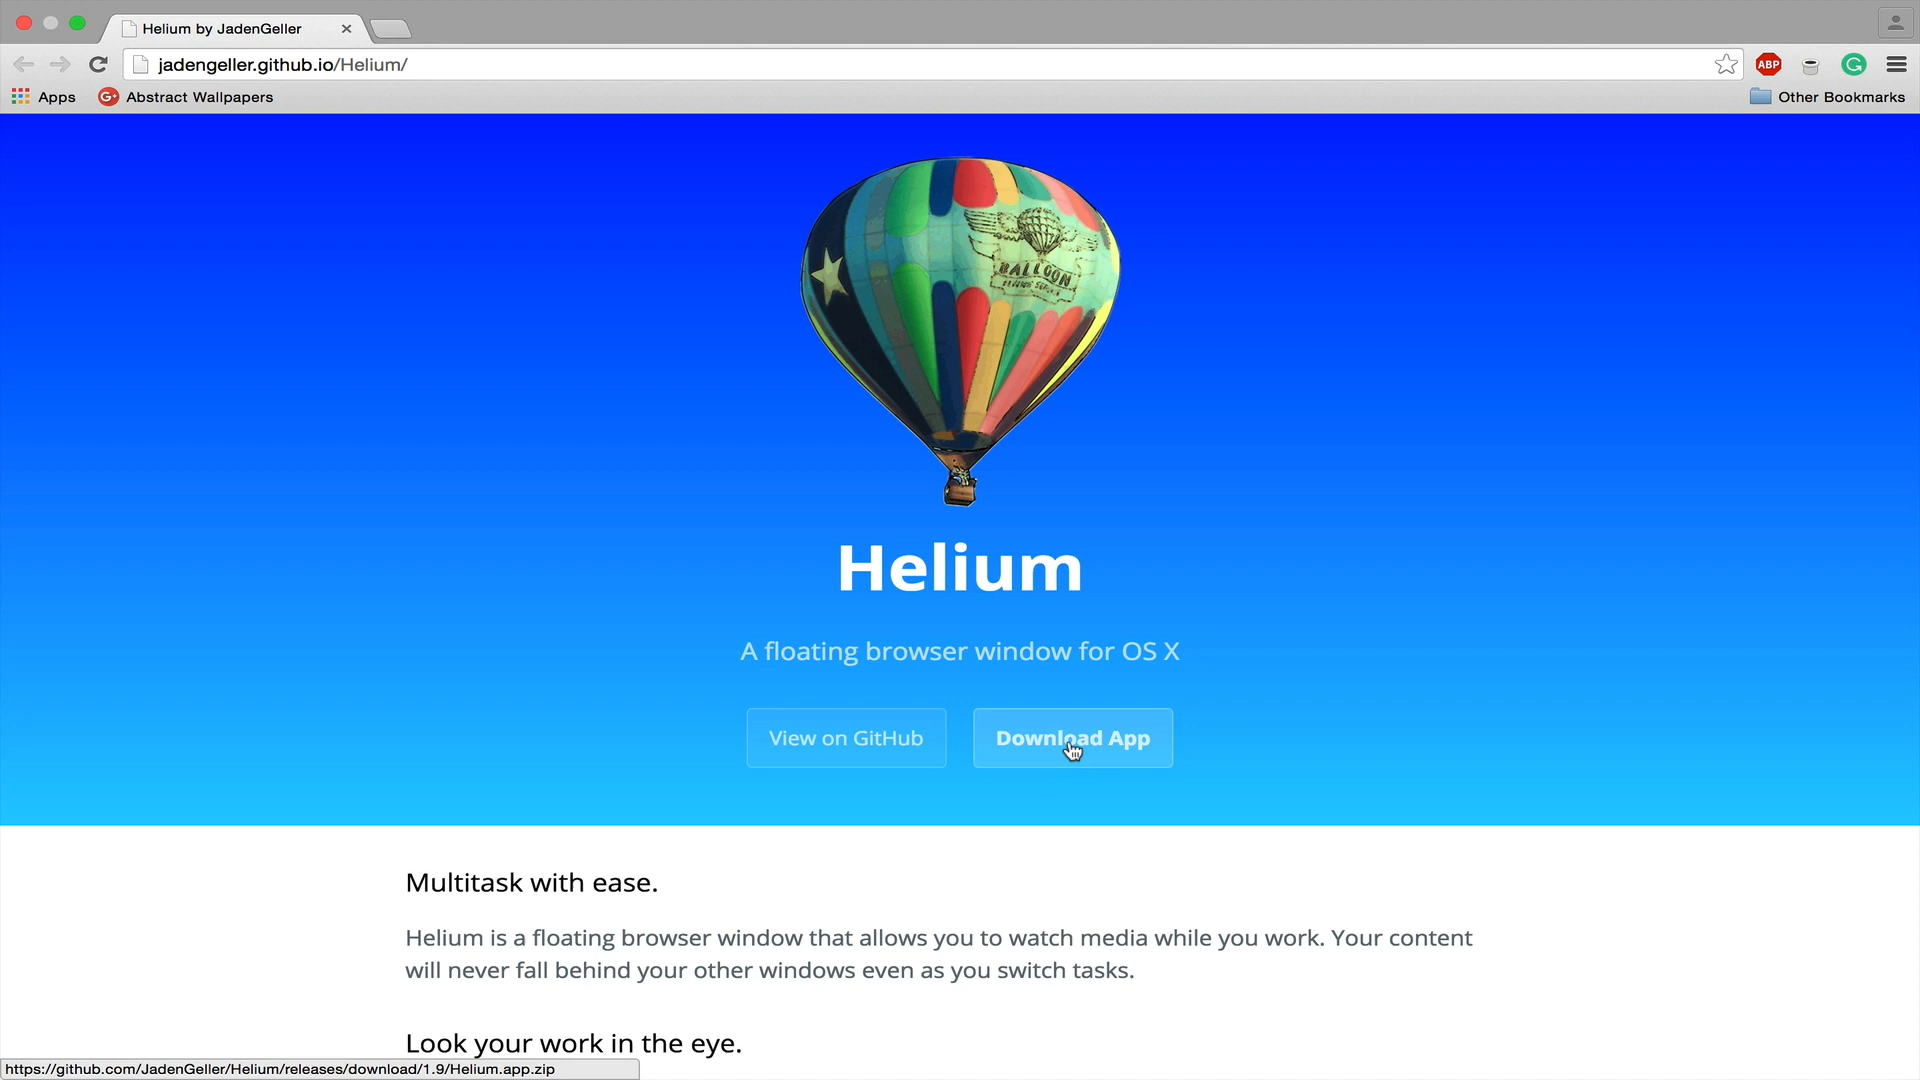 Helium by JadenGeller
jadengeller.github.io/Helium/
ABP
Apps
G+
Abstract Wallpapers
Other Bookmarks
BALLOON
Helium
A floating browser window for OS X
View on GitHub
Download App
Multitask with ease.
Helium is a floating browser window that allows you to watch media while you work. Your content
will never fall behind your other windows even as you switch tasks.
Look your work in the eye.
https://github.com/JadenGeller/Helium/releases/download/1.9/Helium.app.zip